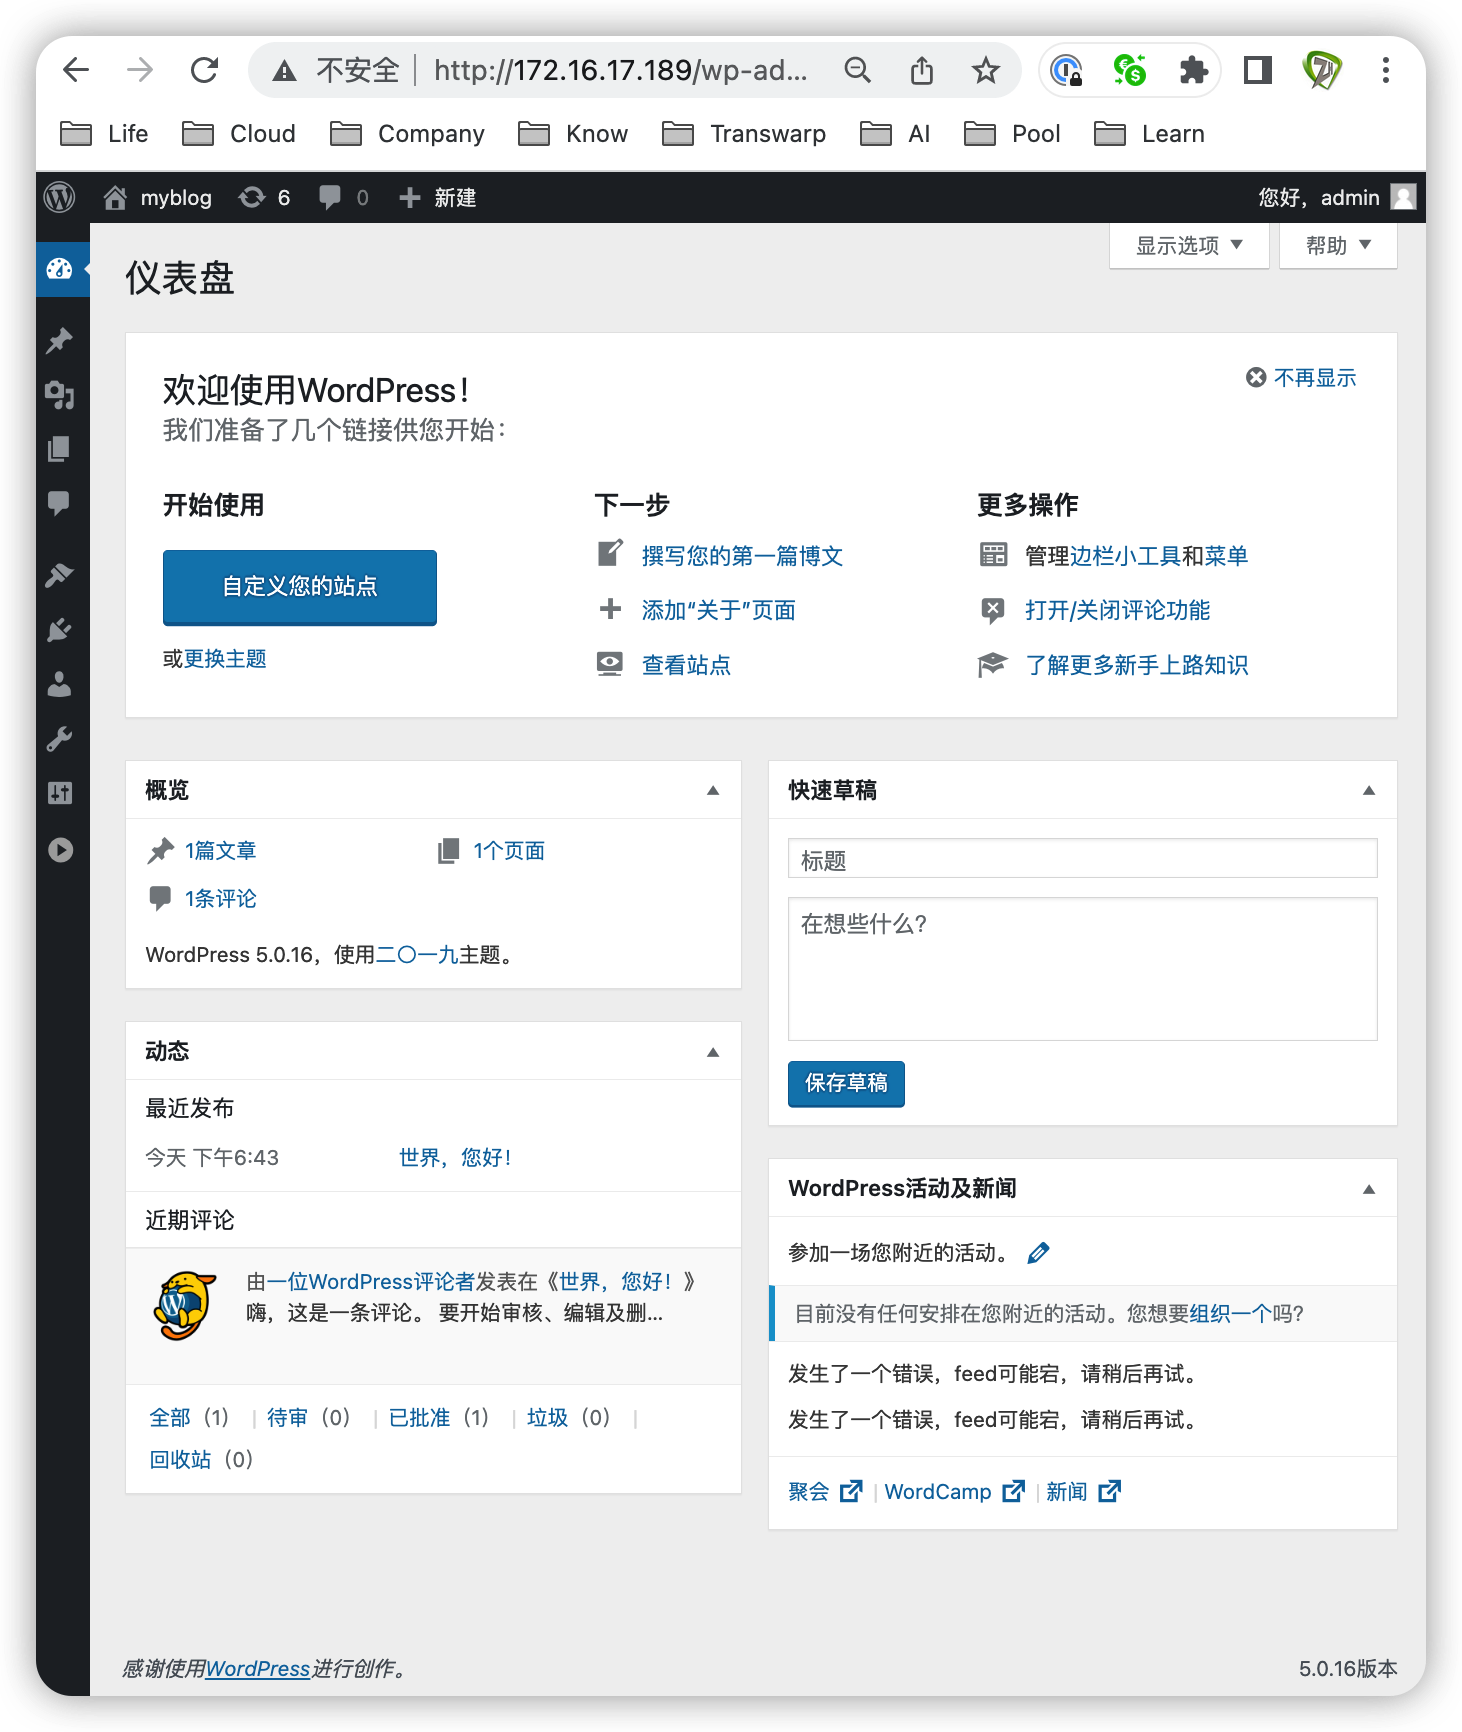 不安全 http://172.16.17.189/wp-ad...
Life Cloud Company Know Transwarp AI Pool Learn
myblog 6 0 新建 您好，admin
显示选项 帮助
仪表盘
欢迎使用WordPress！
不再显示
我们准备了几个链接供您开始：
开始使用
自定义您的站点
或更换主题
下一步
撰写您的第一篇博文
添加“关于”页面
查看站点
更多操作
管理边栏小工具和菜单
打开/关闭评论功能
了解更多新手上路知识
概览
1篇文章 1个页面
1条评论
WordPress 5.0.16，使用二〇一九主题。
动态
最近发布
今天 下午6:43 世界，您好！
近期评论
由一位WordPress评论者发表在《世界，您好！》
嗨，这是一条评论。 要开始审核、编辑及删...
全部（1） | 待审（0） | 已批准（1） | 垃圾（0） |
回收站（0）
快速草稿
标题
在想些什么?
保存草稿
WordPress活动及新闻
参加一场您附近的活动。
目前没有任何安排在您附近的活动。您想要组织一个吗?
发生了一个错误，feed可能宕，请稍后再试。
发生了一个错误，feed可能宕，请稍后再试。
聚会 | WordCamp | 新闻
感谢使用WordPress进行创作。
5.0.16版本